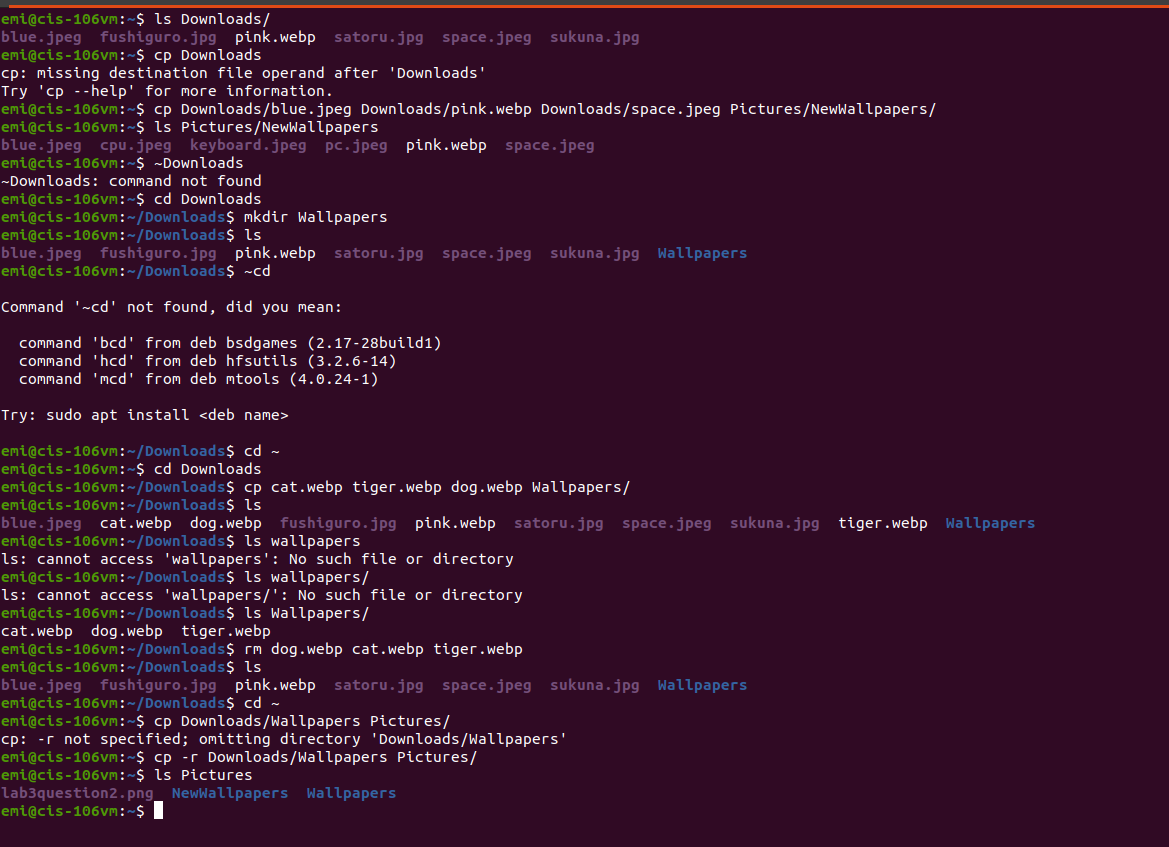 emi@cis-106vm:~$ ls Downloads/
blue.jpeg  fushiguro.jpg  pink.webp  satoru.jpg  space.jpeg  sukuna.jpg
emi@cis-106vm:~$ cp Downloads
cp: missing destination file operand after 'Downloads'
Try 'cp --help' for more information.
emi@cis-106vm:~$ cp Downloads/blue.jpeg Downloads/pink.webp Downloads/space.jpeg Pictures/NewWallpapers/
emi@cis-106vm:~$ ls Pictures/NewWallpapers
blue.jpeg  cpu.jpeg  keyboard.jpeg  pc.jpeg  pink.webp  space.jpeg
emi@cis-106vm:~$ ~Downloads
~Downloads: command not found
emi@cis-106vm:~$ cd Downloads
emi@cis-106vm:~/Downloads$ mkdir Wallpapers
emi@cis-106vm:~/Downloads$ ls
blue.jpeg  fushiguro.jpg  pink.webp  satoru.jpg  space.jpeg  sukuna.jpg  Wallpapers
emi@cis-106vm:~/Downloads$ ~cd
Command '~cd' not found, did you mean:
  command 'bcd' from deb bsdgames (2.17-28build1)
  command 'hcd' from deb hfsutils (3.2.6-14)
  command 'mcd' from deb mtools (4.0.24-1)
Try: sudo apt install <deb name>
emi@cis-106vm:~/Downloads$ cd ~
emi@cis-106vm:~$ cd Downloads
emi@cis-106vm:~/Downloads$ cp cat.webp tiger.webp dog.webp Wallpapers/
emi@cis-106vm:~/Downloads$ ls
blue.jpeg  cat.webp  dog.webp  fushiguro.jpg  pink.webp  satoru.jpg  space.jpeg  sukuna.jpg  tiger.webp  Wallpapers
emi@cis-106vm:~/Downloads$ ls wallpapers
ls: cannot access 'wallpapers': No such file or directory
emi@cis-106vm:~/Downloads$ ls wallpapers/
ls: cannot access 'wallpapers/': No such file or directory
emi@cis-106vm:~/Downloads$ ls Wallpapers/
cat.webp  dog.webp  tiger.webp
emi@cis-106vm:~/Downloads$ rm dog.webp cat.webp tiger.webp
emi@cis-106vm:~/Downloads$ ls
blue.jpeg  fushiguro.jpg  pink.webp  satoru.jpg  space.jpeg  sukuna.jpg  Wallpapers
emi@cis-106vm:~/Downloads$ cd ~
emi@cis-106vm:~$ cp Downloads/Wallpapers Pictures/
cp: -r not specified; omitting directory 'Downloads/Wallpapers'
emi@cis-106vm:~$ cp -r Downloads/Wallpapers Pictures/
emi@cis-106vm:~$ ls Pictures
lab3question2.png  NewWallpapers  Wallpapers
emi@cis-106vm:~$